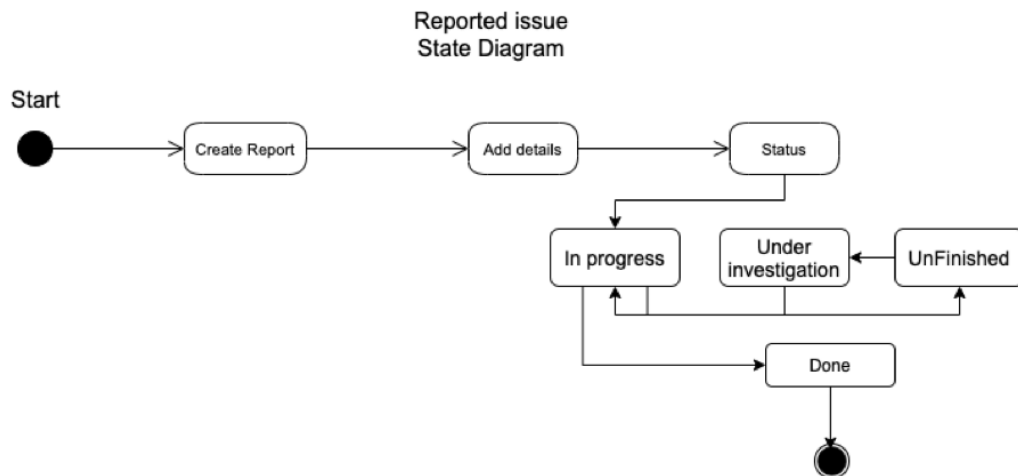 Reported issue
State Diagram
Start
Create Report
Add details
Status
In progress
Under
investigation
UnFinished
Done